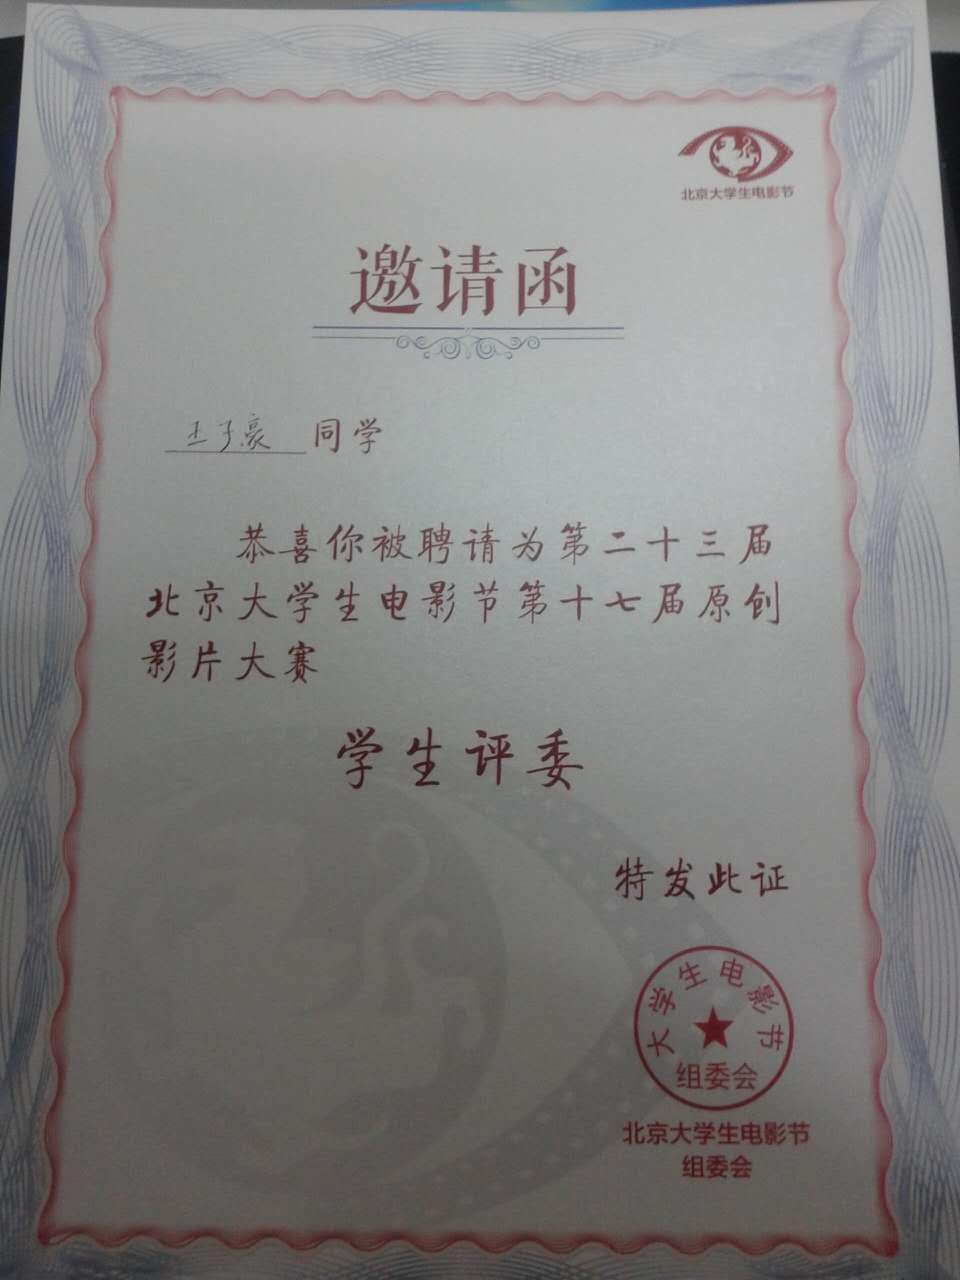 北京大学生电影节
邀请函
王子豪 同学
恭喜你被聘请为第二十三届
北京大学生电影节第十七届原创
影片大赛
学生评委
特发此证
大学生电影节
组委会
北京大学生电影节
组委会